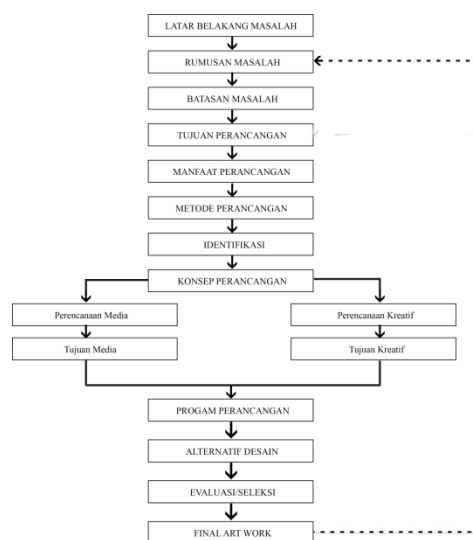 LATAR BELAKANG MASALAH
RUMUSAN MASALAH
BATASAN MASALAH
TUJUAN PERANCANGAN
MANFAAT PERANCANGAN
METODE PERANCANGAN
IDENTIFIKASI
KONSEP PERANCANGAN
Perencanaan Media
Perencanaan Kreatif
Tujuan Media
Tujuan Kreatif
PROGAM PERANCANGAN
ALTERNATIF DESAIN
EVALUASI/SELEKSI
FINAL ART WORK